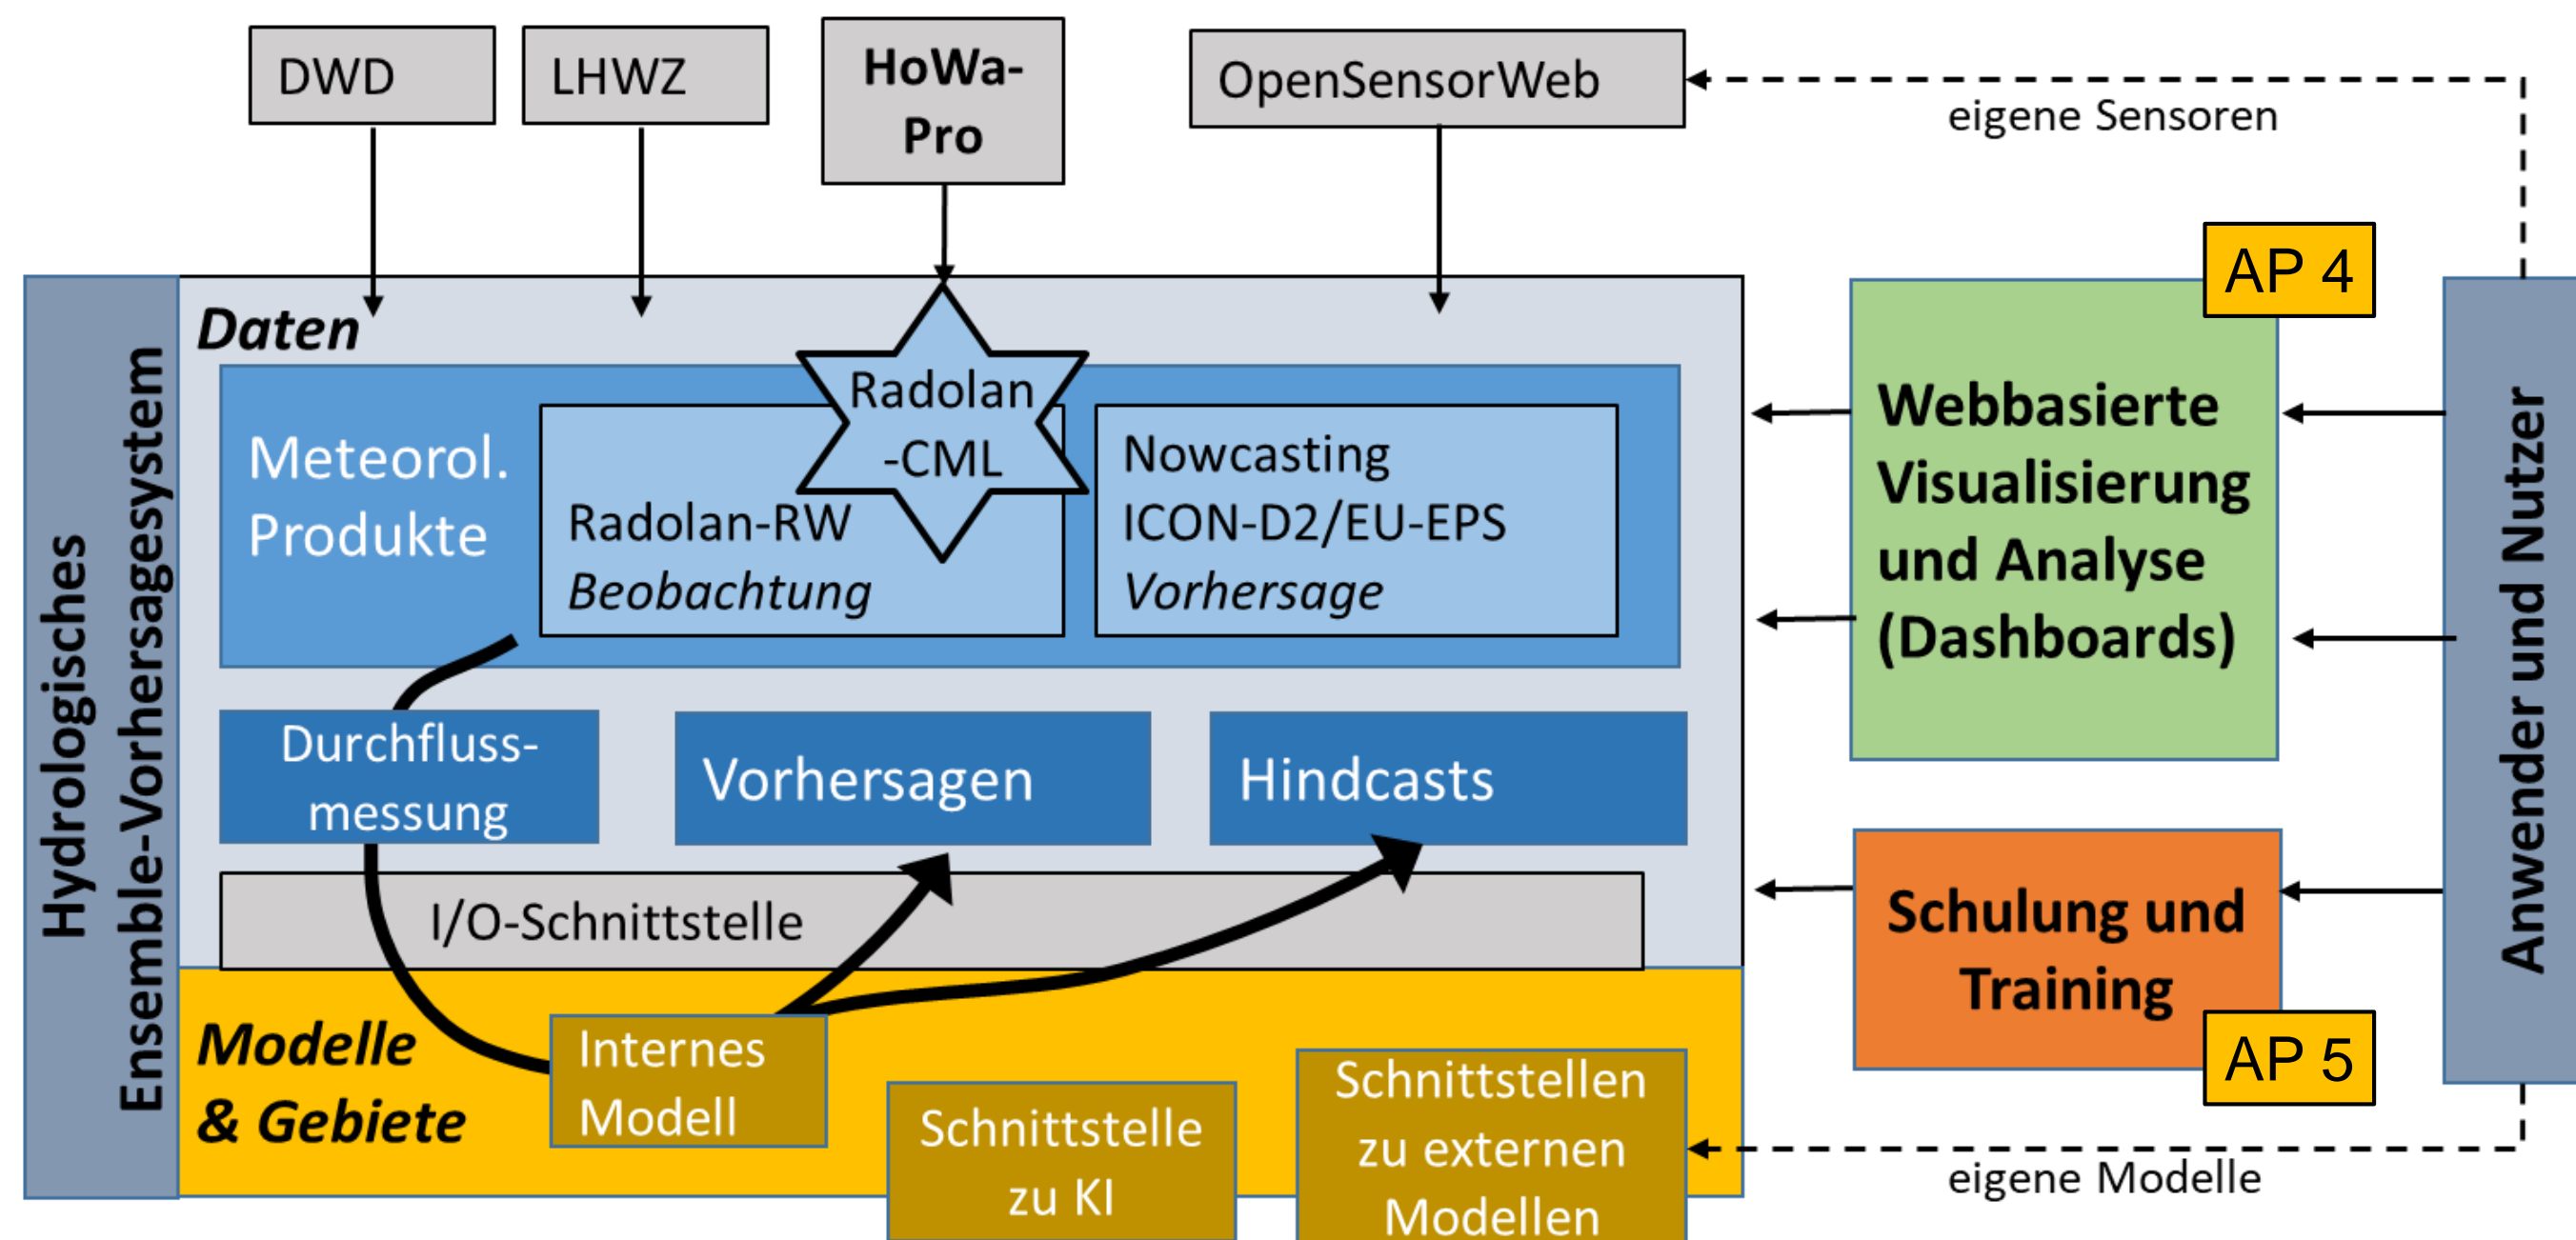 DWD
LHWZ
HoWa-
Pro
OpenSensorWeb
eigene Sensoren
Hydrologisches
Ensemble-Vorhersagesystem
Daten
Meteorol.
Produkte
Radolan
-CML
Radolan-RW
Beobachtung
Nowcasting
ICON-D2/EU-EPS
Vorhersage
Durchfluss-
messung
Vorhersagen
Hindcasts
I/O-Schnittstelle
Modelle
& Gebiete
Internes
Modell
Schnittstelle
zu KI
Schnittstellen
zu externen
Modellen
AP 4
Webbasierte
Visualisierung
und Analyse
(Dashboards)
Schulung und
Training
AP 5
Anwender und Nutzer
eigene Modelle